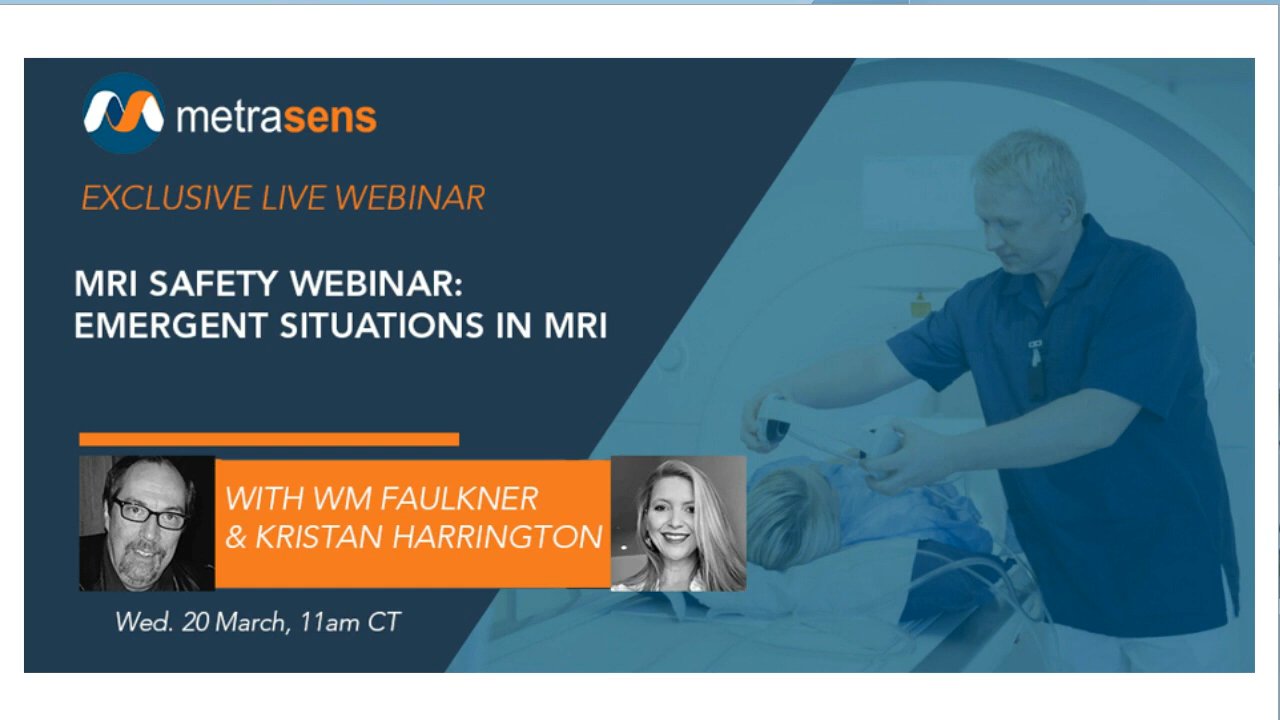 metrasens
EXCLUSIVE LIVE WEBINAR
MRI SAFETY WEBINAR:
EMERGENT SITUATIONS IN MRI
WITH WM FAULKNER
& KRISTAN HARRINGTON
Wed. 20 March, 11am CT